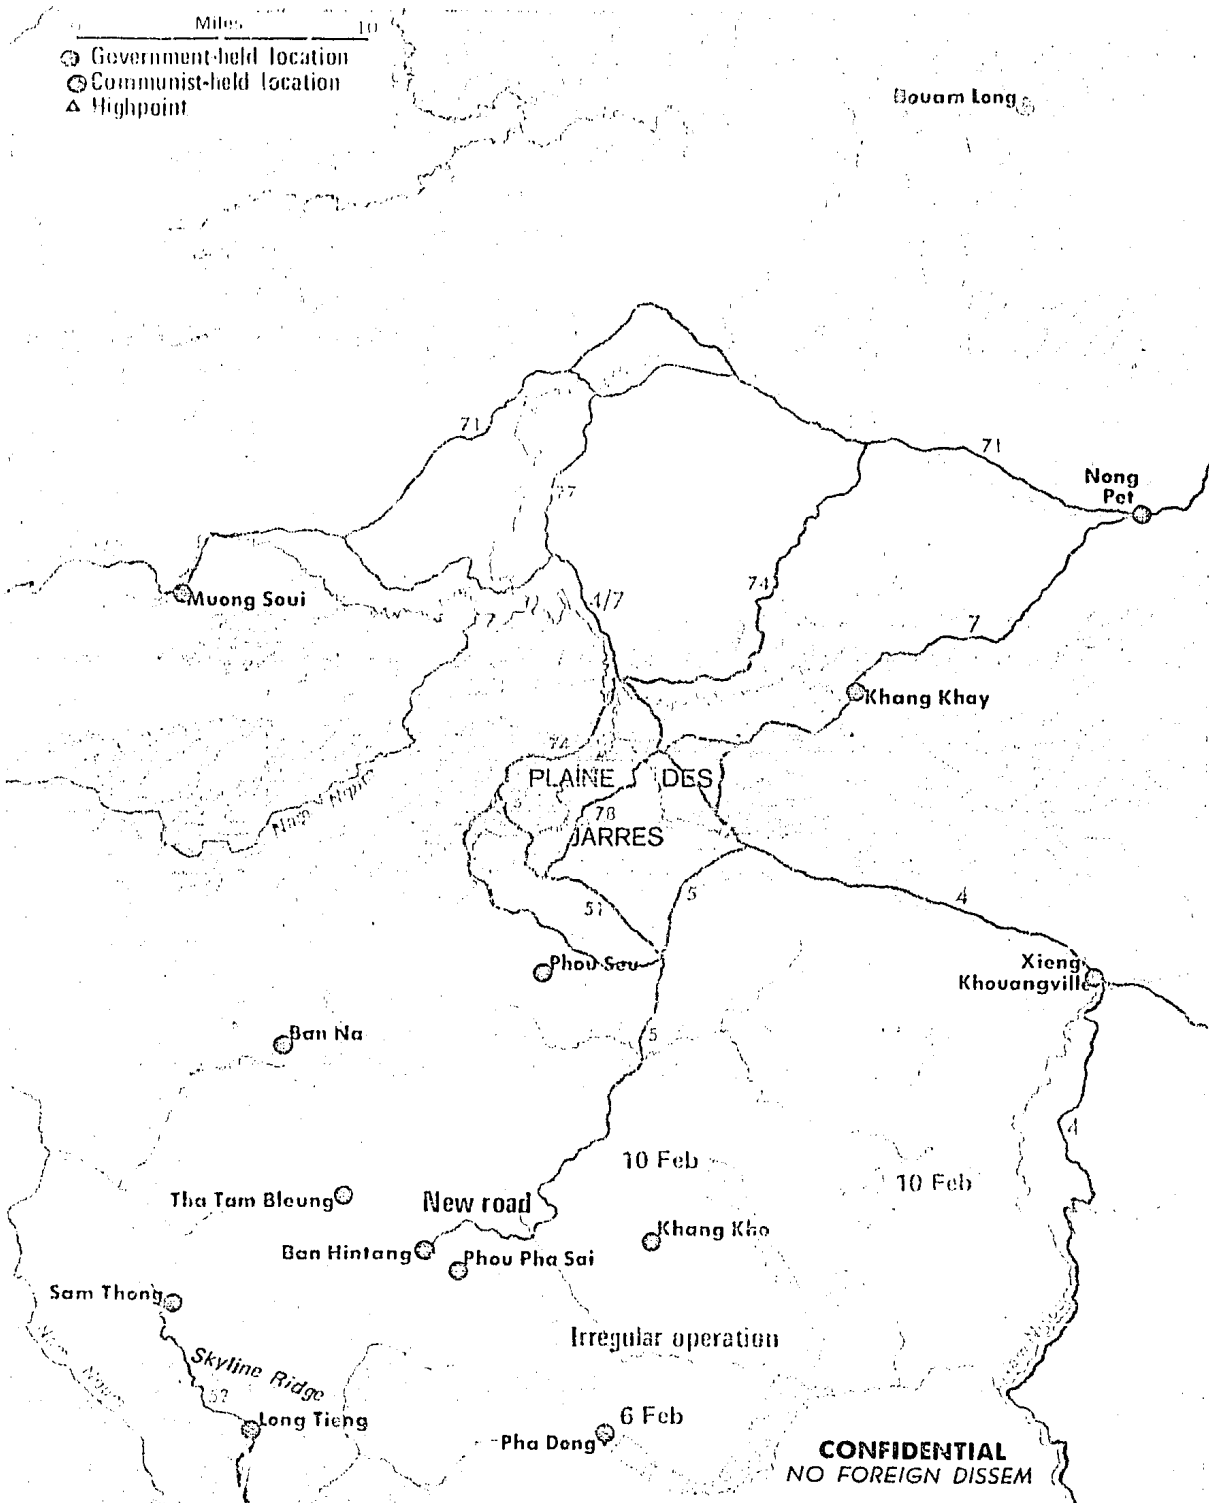 Miles
0 10
Government-held location
Communist-held location
Highpoint
Bouam Long
71
71
Nong
Pet
Muong Soui
4/7
74
7
7
Khang Khay
74
PLAINE DES
78
JARRES
5
4
Phou Seu
Xieng
Khouangville
Ban Na
5
4
10 Feb
10 Feb
Tha Tam Bleung
New road
Khang Kho
Ban Hintang
Phou Pha Sai
Sam Thong
Irregular operation
Skyline Ridge
52
Long Tieng
6 Feb
Pha Dong
CONFIDENTIAL
NO FOREIGN DISSEM